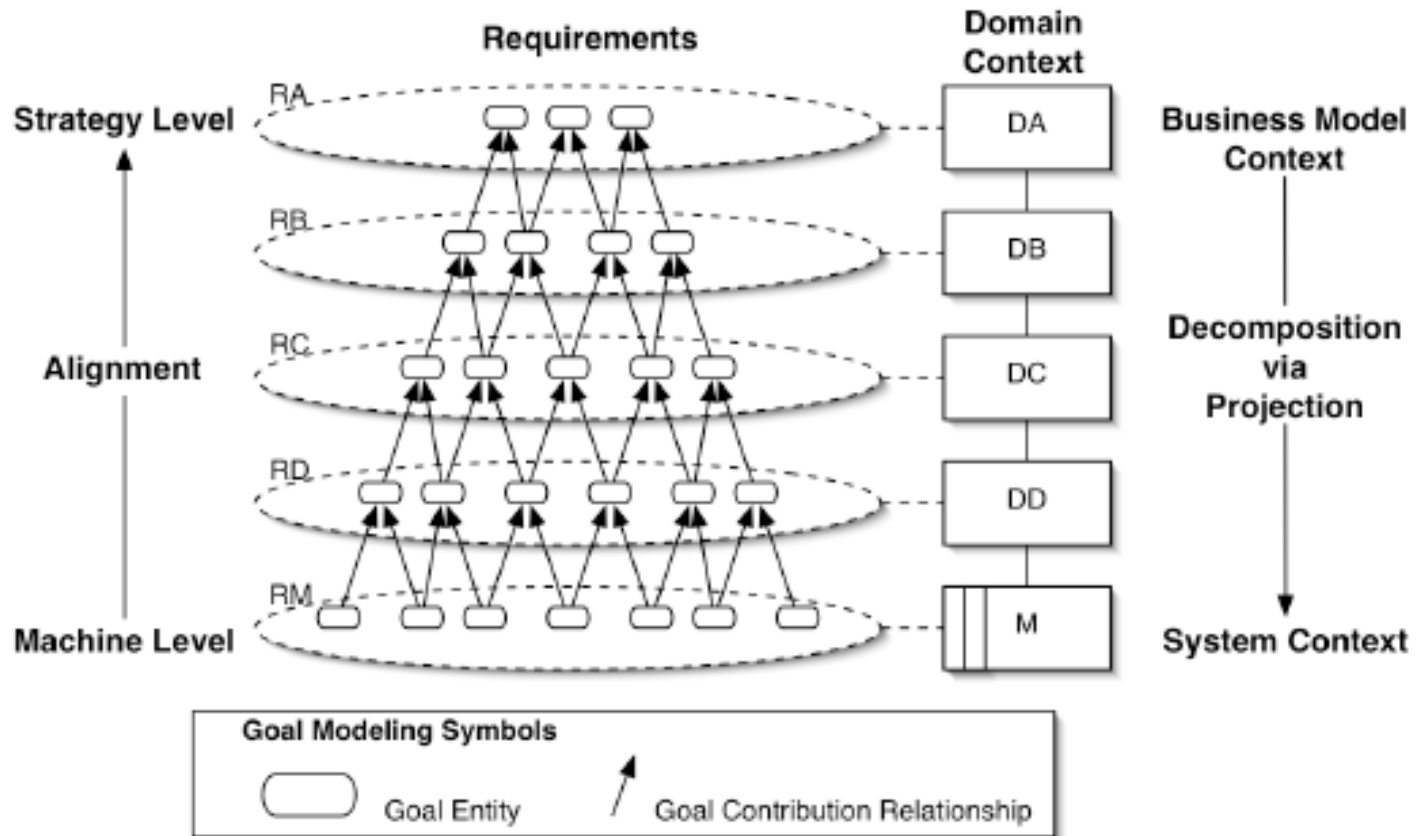 Requirements
Domain
Context
RA
Strategy Level
DA
Business Model
Context
RB
DB
RC
Alignment
DC
Decomposition
via
Projection
RD
DD
RM
Machine Level
M
System Context
Goal Modeling Symbols
Goal Entity
Goal Contribution Relationship